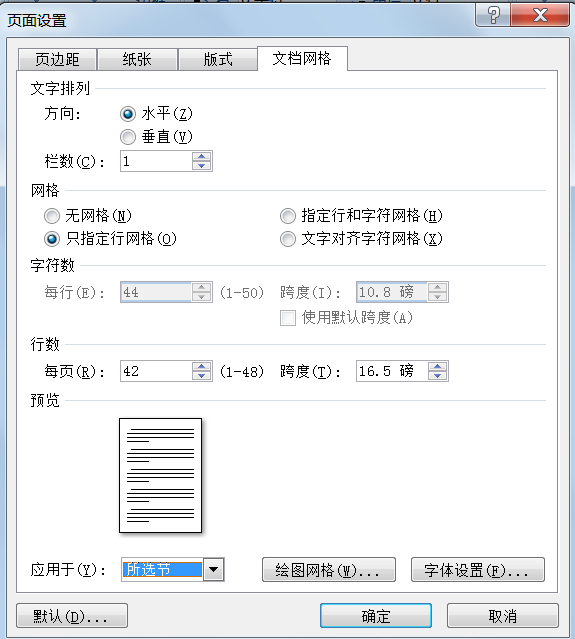 页面设置
页边距 纸张 版式 文档网格
文字排列
方向: 水平(Z)
垂直(V)
栏数(C): 1
网格
无网格(N) 指定行和字符网格(H)
只指定行网格(O) 文字对齐字符网格(X)
字符数
每行(E): 44 (1-50) 跨度(I): 10.8 磅
使用默认跨度(A)
行数
每页(R): 42 (1-48) 跨度(T): 16.5 磅
预览
应用于(Y): 所选节 绘图网格(W)... 字体设置(F)...
默认(D)... 确定 取消